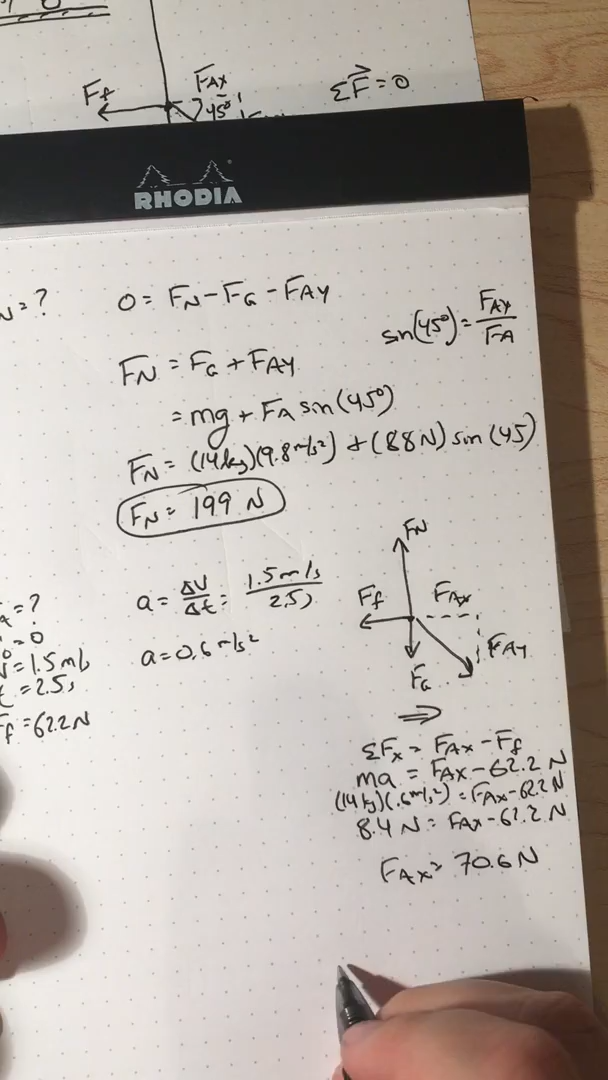 Ff
FAX
45°
ΣF⃗ = 0
RHODIA
N = ?
0 = FN - FG - FAY
sin(45°) = FAY/FA
FN = FG + FAY
= mg + FA sin(45°)
FN = (14kg)(9.8m/s²) + (88N) sin(45)
FN = 199 N
a = ΔV/Δt = 1.5m/s/2.5s
a = 0.6 m/s²
= ?
= 0
= 1.5m/s
= 2.5s
Ff = 62.2N
FN
Ff
FAX
FAY
FG
ΣFx = FAX - Ff
ma = FAX - 62.2 N
(14kg)(.6m/s²) = FAX - 62.2 N
8.4 N = FAX - 62.2 N
FAX = 70.6 N